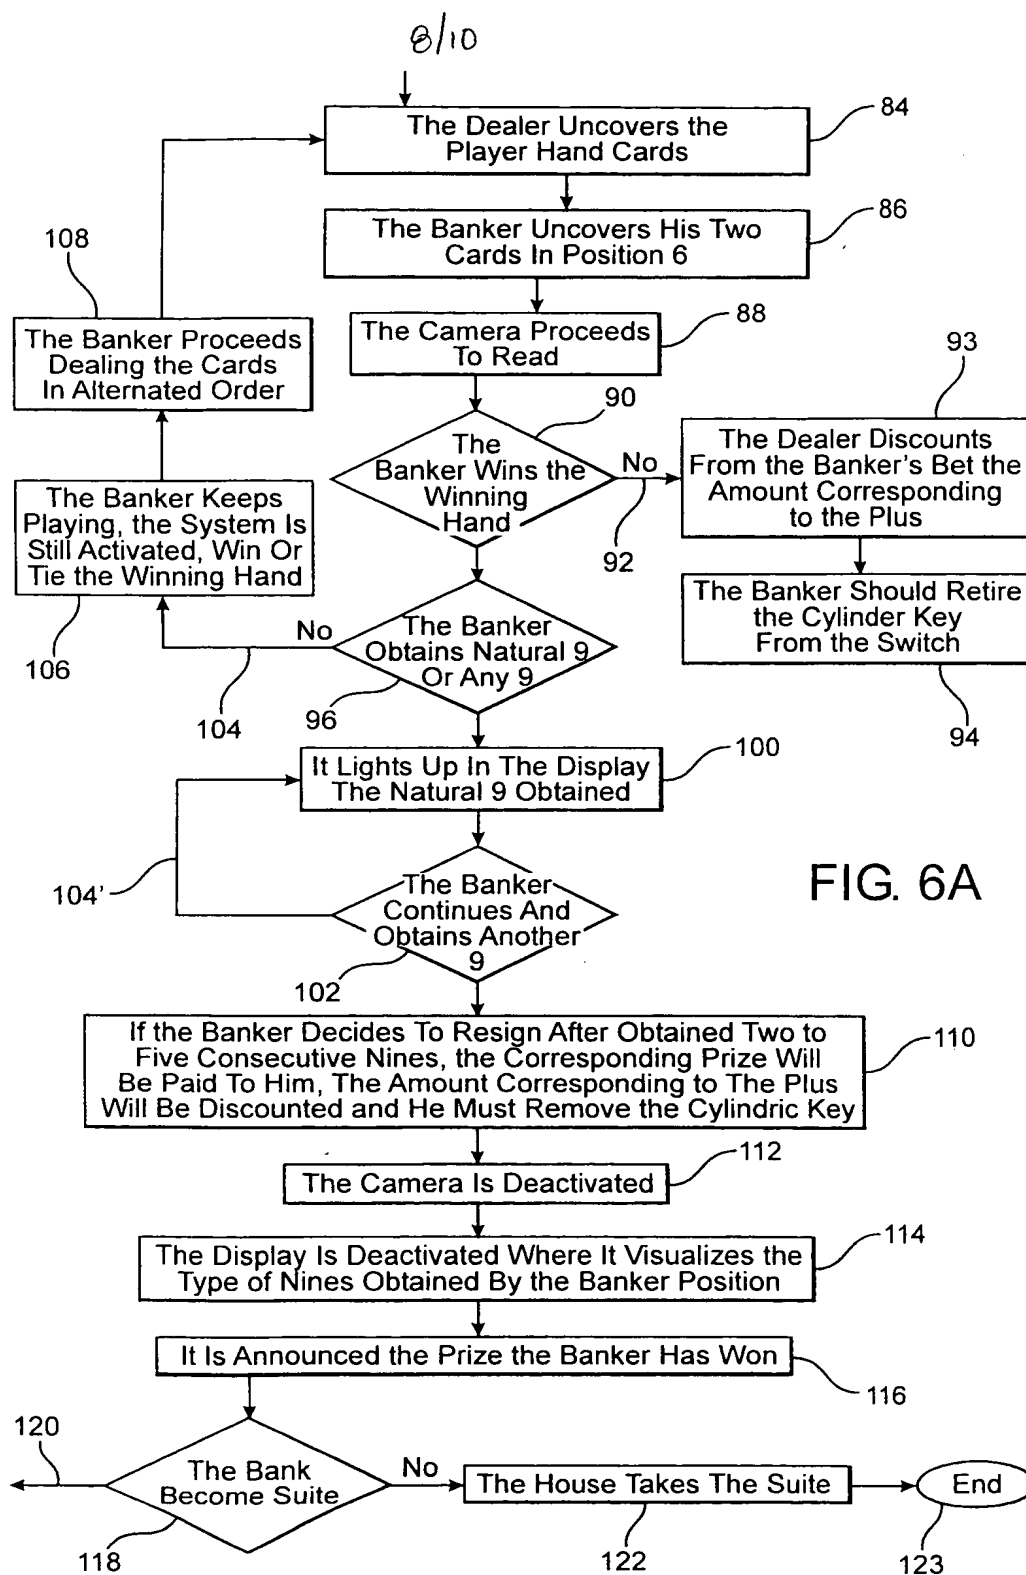 8/10
The Dealer Uncovers the
Player Hand Cards
84
The Banker Uncovers His Two
Cards In Position 6
86
108
The Camera Proceeds
To Read
88
The Banker Proceeds
Dealing the Cards
In Alternated Order
93
90
The
Banker Wins the
Winning
Hand
No
92
The Dealer Discounts
From the Banker's Bet the
Amount Corresponding
to the Plus
The Banker Keeps
Playing, the System Is
Still Activated, Win Or
Tie the Winning Hand
106
No
104
The Banker
Obtains Natural 9
Or Any 9
96
The Banker Should Retire
the Cylinder Key
From the Switch
94
It Lights Up In The Display
The Natural 9 Obtained
100
104'
The Banker
Continues And
Obtains Another
9
102
FIG. 6A
If the Banker Decides To Resign After Obtained Two to
Five Consecutive Nines, the Corresponding Prize Will
Be Paid To Him, The Amount Corresponding to The Plus
Will Be Discounted and He Must Remove the Cylindric Key
110
112
The Camera Is Deactivated
The Display Is Deactivated Where It Visualizes the
Type of Nines Obtained By the Banker Position
114
It Is Announced the Prize the Banker Has Won
116
120
The Bank
Become Suite
118
No
The House Takes The Suite
122
End
123